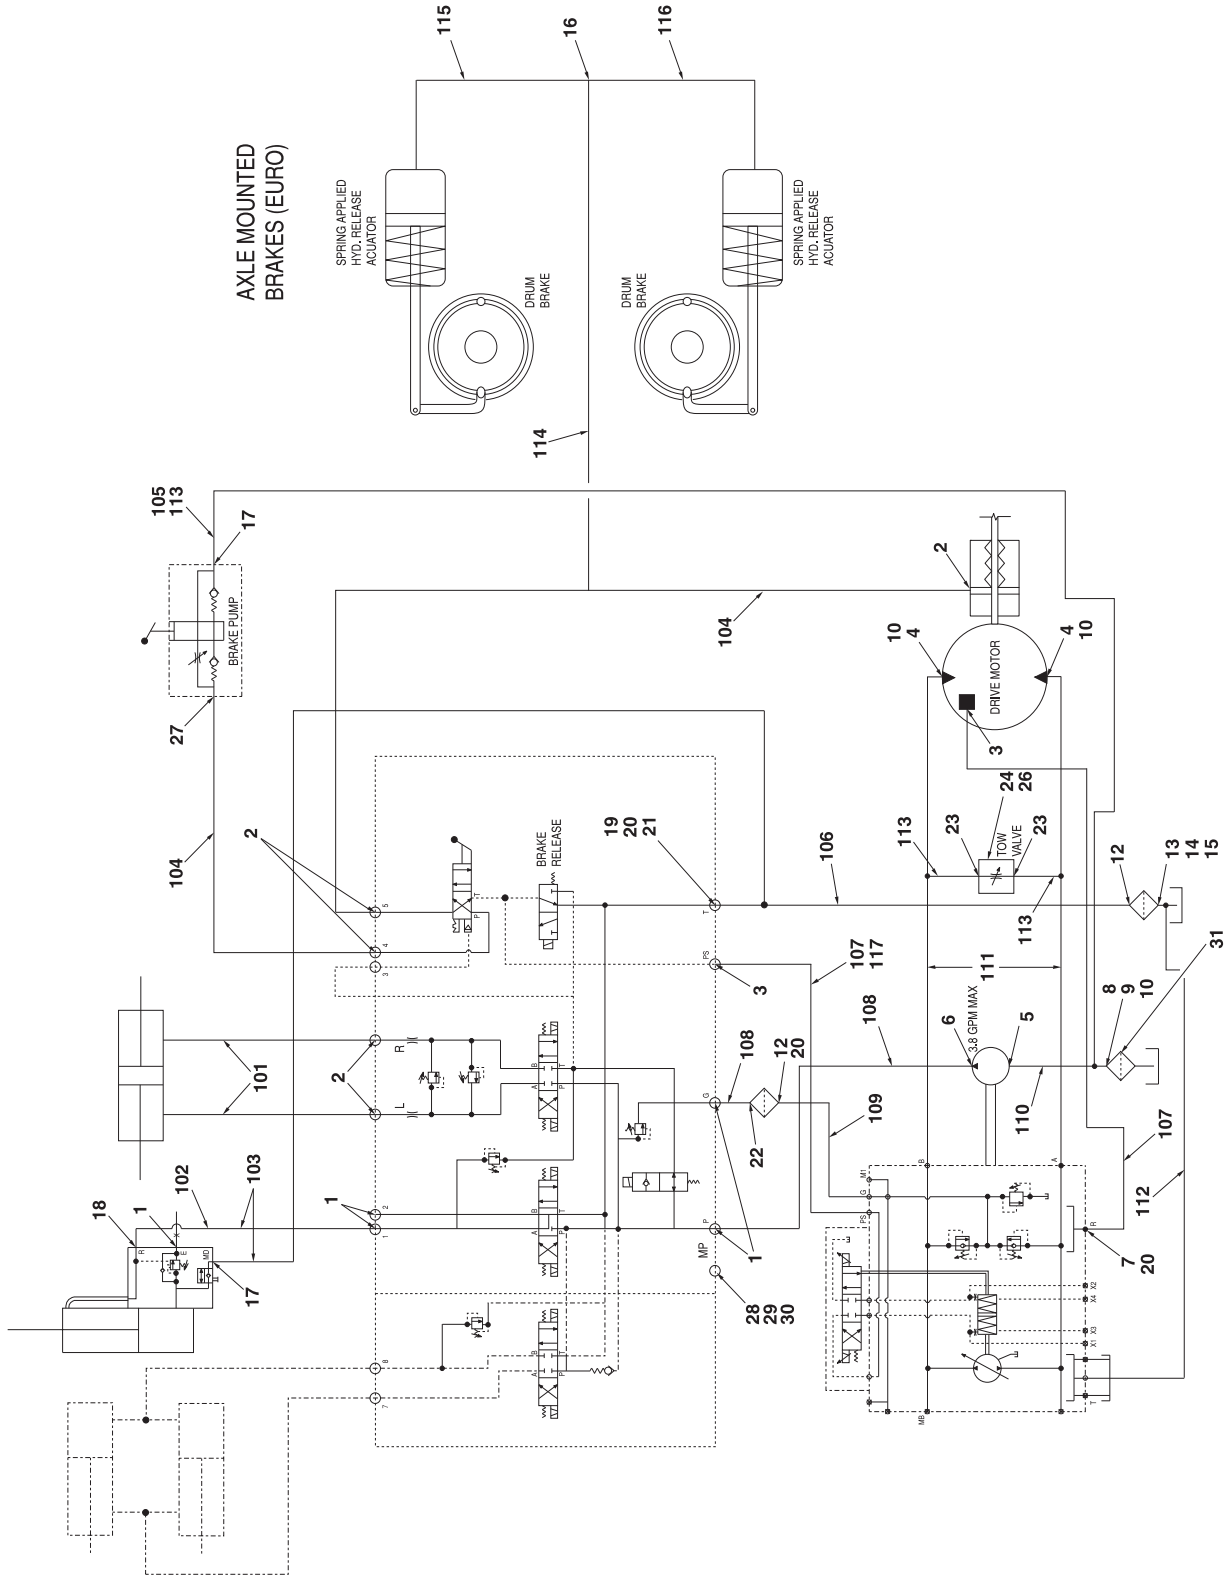 115
16
116
AXLE MOUNTED
BRAKES (EURO)
SPRING APPLIED
HYD. RELEASE
ACUATOR
SPRING APPLIED
HYD. RELEASE
ACUATOR
DRUM
BRAKE
DRUM
BRAKE
114
105
113
17
BRAKE PUMP
27
104
2
104
10
4
4
10
DRIVE MOTOR
3
2
5
4
3
T
P
BRAKE
RELEASE
19
20
21
T
PS
3
106
113
23
24
26
TOW
VALVE
23
113
12
13
14
15
31
107
117
111
108
6
3.8 GPM MAX
5
8
9
10
110
101
2
R
L
B
A
T
P
G
108
12
20
22
109
107
112
18
102
103
1
R
X
E
MD
17
1
2
1
B
A
T
P
P
MP
1
28
29
30
8
7
B
A
T
P
B
A
M1
G
PS
R
7
20
X2
X4
X3
X1
T
MB